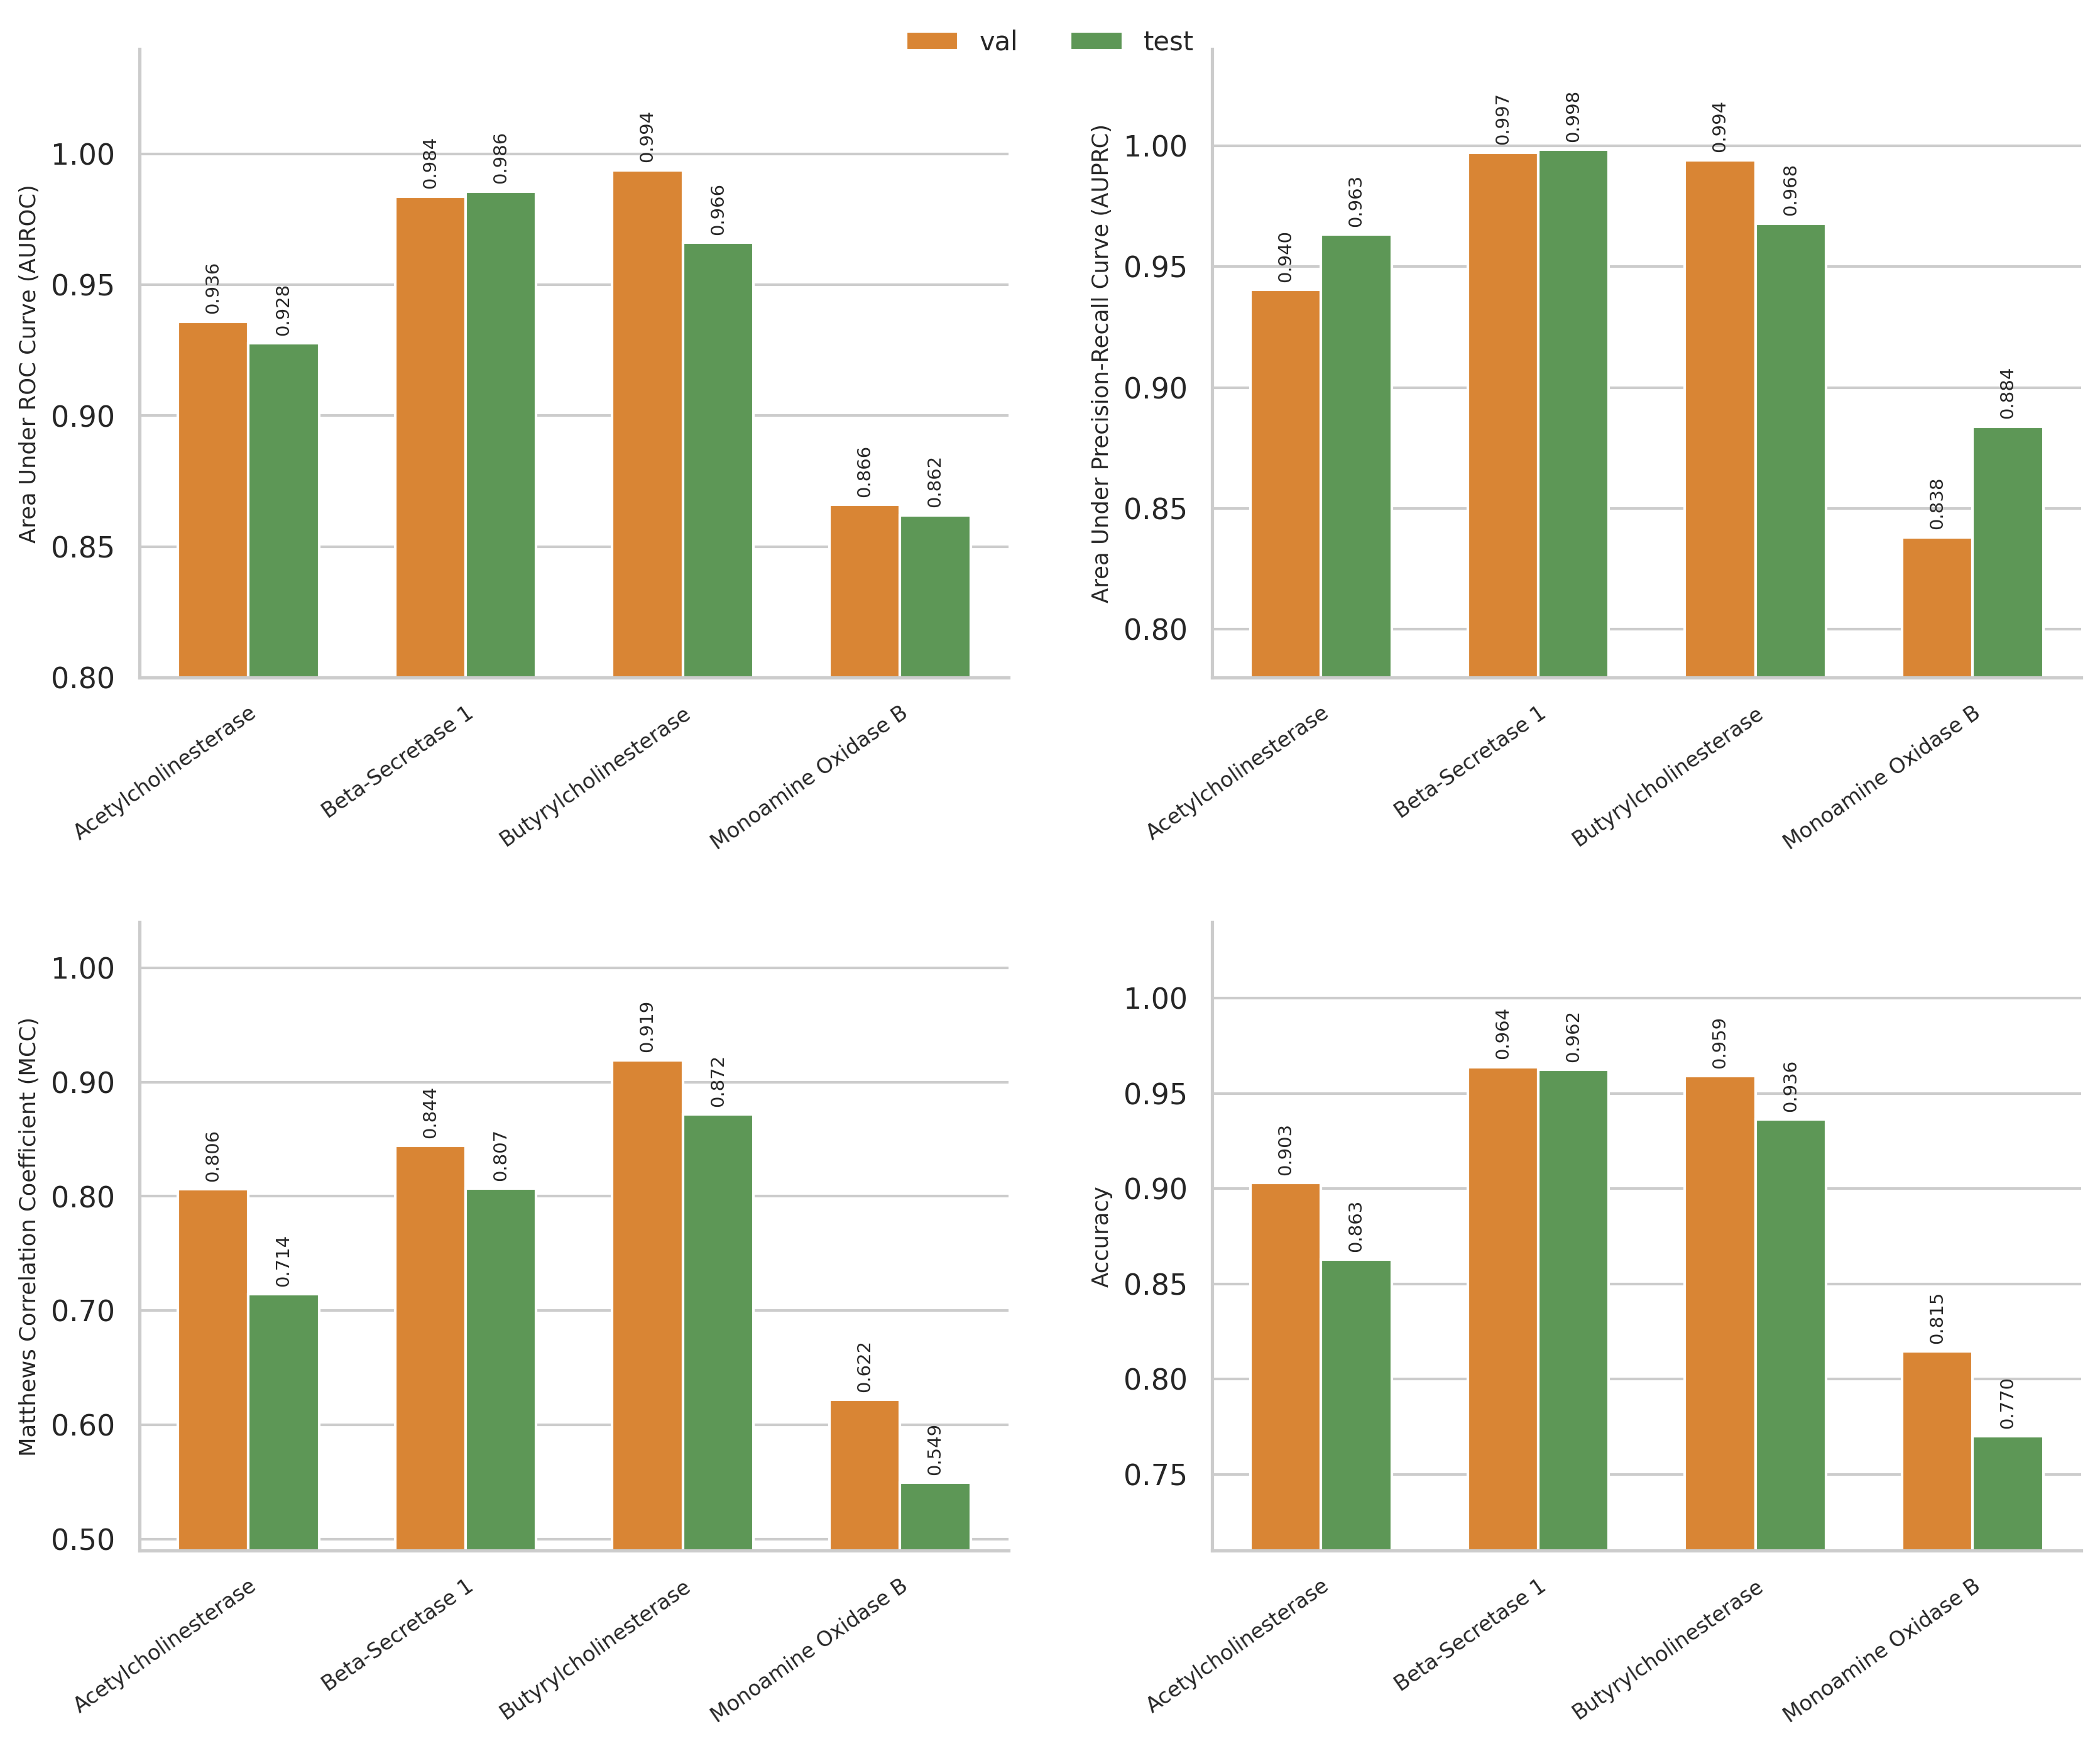 val test
Area Under ROC Curve (AUROC)
1.00
0.95
0.90
0.85
0.80
0.936
0.928
0.984
0.986
0.994
0.966
0.866
0.862
Acetylcholinesterase
Beta-Secretase 1
Butyrylcholinesterase
Monoamine Oxidase B
Area Under Precision-Recall Curve (AUPRC)
1.00
0.95
0.90
0.85
0.80
0.940
0.963
0.997
0.998
0.994
0.968
0.838
0.884
Acetylcholinesterase
Beta-Secretase 1
Butyrylcholinesterase
Monoamine Oxidase B
Matthews Correlation Coefficient (MCC)
1.00
0.90
0.80
0.70
0.60
0.50
0.806
0.714
0.844
0.807
0.919
0.872
0.622
0.549
Acetylcholinesterase
Beta-Secretase 1
Butyrylcholinesterase
Monoamine Oxidase B
Accuracy
1.00
0.95
0.90
0.85
0.80
0.75
0.903
0.863
0.964
0.962
0.959
0.936
0.815
0.770
Acetylcholinesterase
Beta-Secretase 1
Butyrylcholinesterase
Monoamine Oxidase B